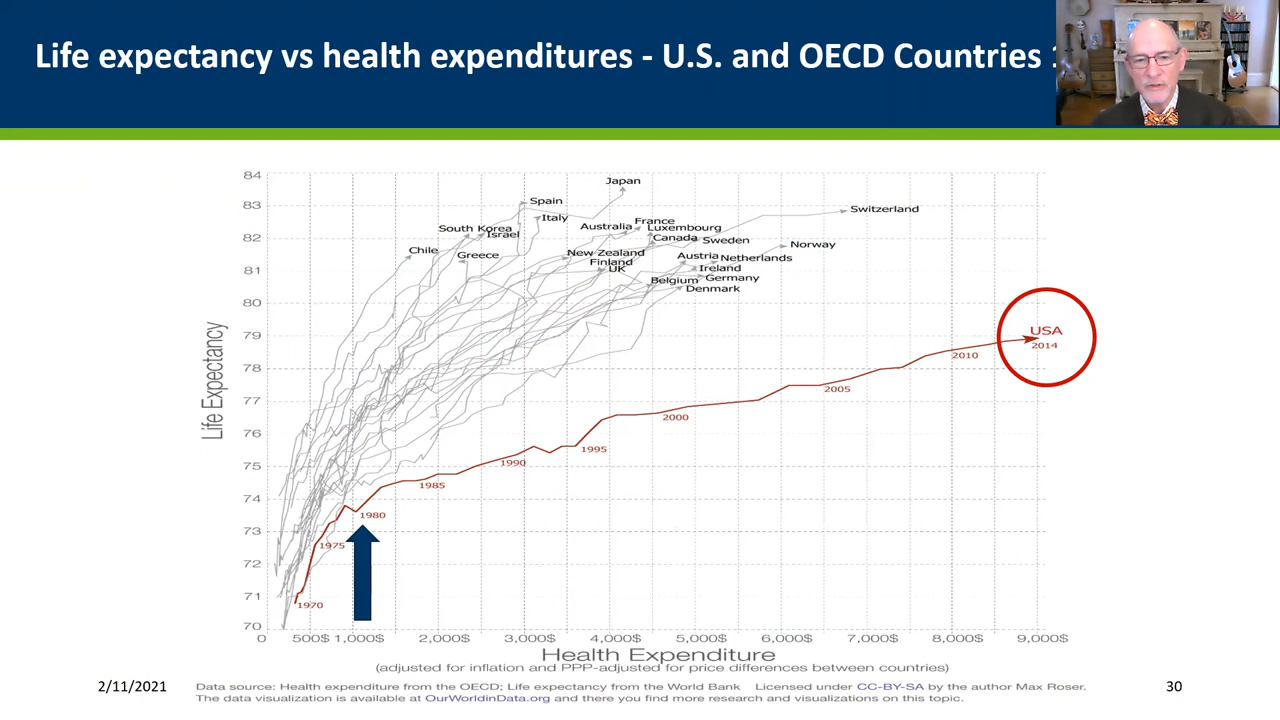 Life expectancy vs health expenditures - U.S. and OECD Countries
84
83
82
81
80
79
78
77
76
75
74
73
72
71
70
Life Expectancy
Japan
Spain
Switzerland
Italy
France
Australia
Luxembourg
South Korea
Israel
Canada
Sweden
Norway
Chile
Greece
New Zealand
Austria
Netherlands
Finland
UK
Ireland
Belgium
Germany
Denmark
USA
2014
2010
2005
2000
1995
1990
1985
1980
1975
1970
0 500$ 1,000$ 2,000$ 3,000$ 4,000$ 5,000$ 6,000$ 7,000$ 8,000$ 9,000$
Health Expenditure
(adjusted for inflation and PPP-adjusted for price differences between countries)
2/11/2021
Data source: Health expenditure from the OECD; Life expectancy from the World Bank Licensed under CC-BY-SA by the author Max Roser.
The data visualization is available at OurWorldinData.org and there you find more research and visualizations on this topic.
30